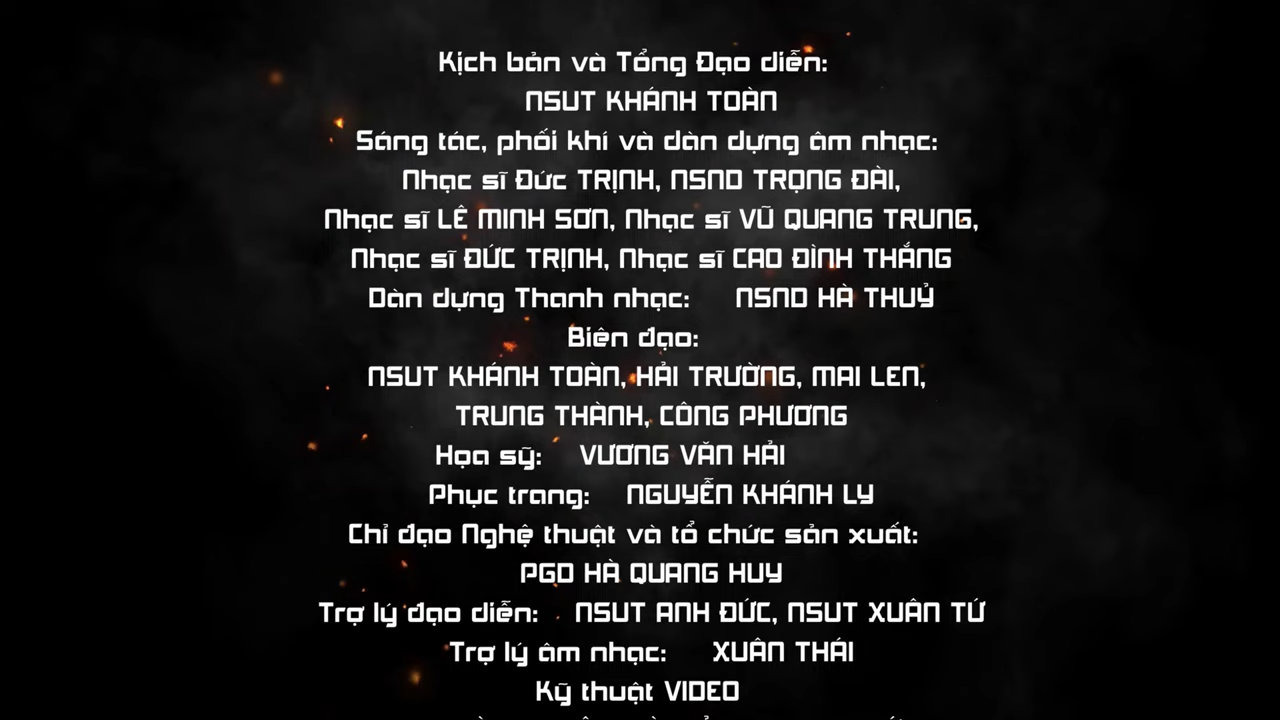 Kịch bản và Tổng Đạo diễn:
NSUT KHÁNH TOÀN
Sáng tác, phối khí và dàn dựng âm nhạc:
Nhạc sĩ Đức TRỊNH, NSND TRỌNG ĐÀI,
Nhạc sĩ LÊ MINH SƠN, Nhạc sĩ VŨ QUANG TRUNG,
Nhạc sĩ ĐỨC TRỊNH, Nhạc sĩ CAO ĐÌNH THẮNG
Dàn dựng Thanh nhạc: NSND HÀ THUỶ
Biên đạo:
NSUT KHÁNH TOÀN, HẢI TRƯỜNG, MAI LEN,
TRUNG THÀNH, CÔNG PHƯƠNG
Họa sỹ: VƯƠNG VĂN HẢI
Phục trang: NGUYỄN KHÁNH LY
Chỉ đạo Nghệ thuật và tổ chức sản xuất:
PGD HÀ QUANG HUY
Trợ lý đạo diễn: NSUT ANH ĐỨC, NSUT XUÂN TỨ
Trợ lý âm nhạc: XUÂN THÁI
Kỹ thuật VIDEO